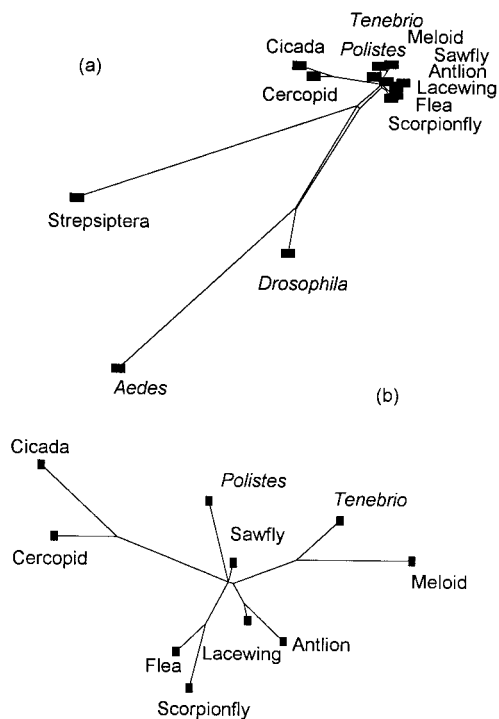 (a)
Tenebrio
Meloid
Cicada
Polistes
Sawfly
Antlion
Cercopid
Lacewing
Flea
Scorpionfly
Strepsiptera
Drosophila
Aedes
(b)
Cicada
Polistes
Tenebrio
Sawfly
Cercopid
Meloid
Antlion
Lacewing
Flea
Scorpionfly